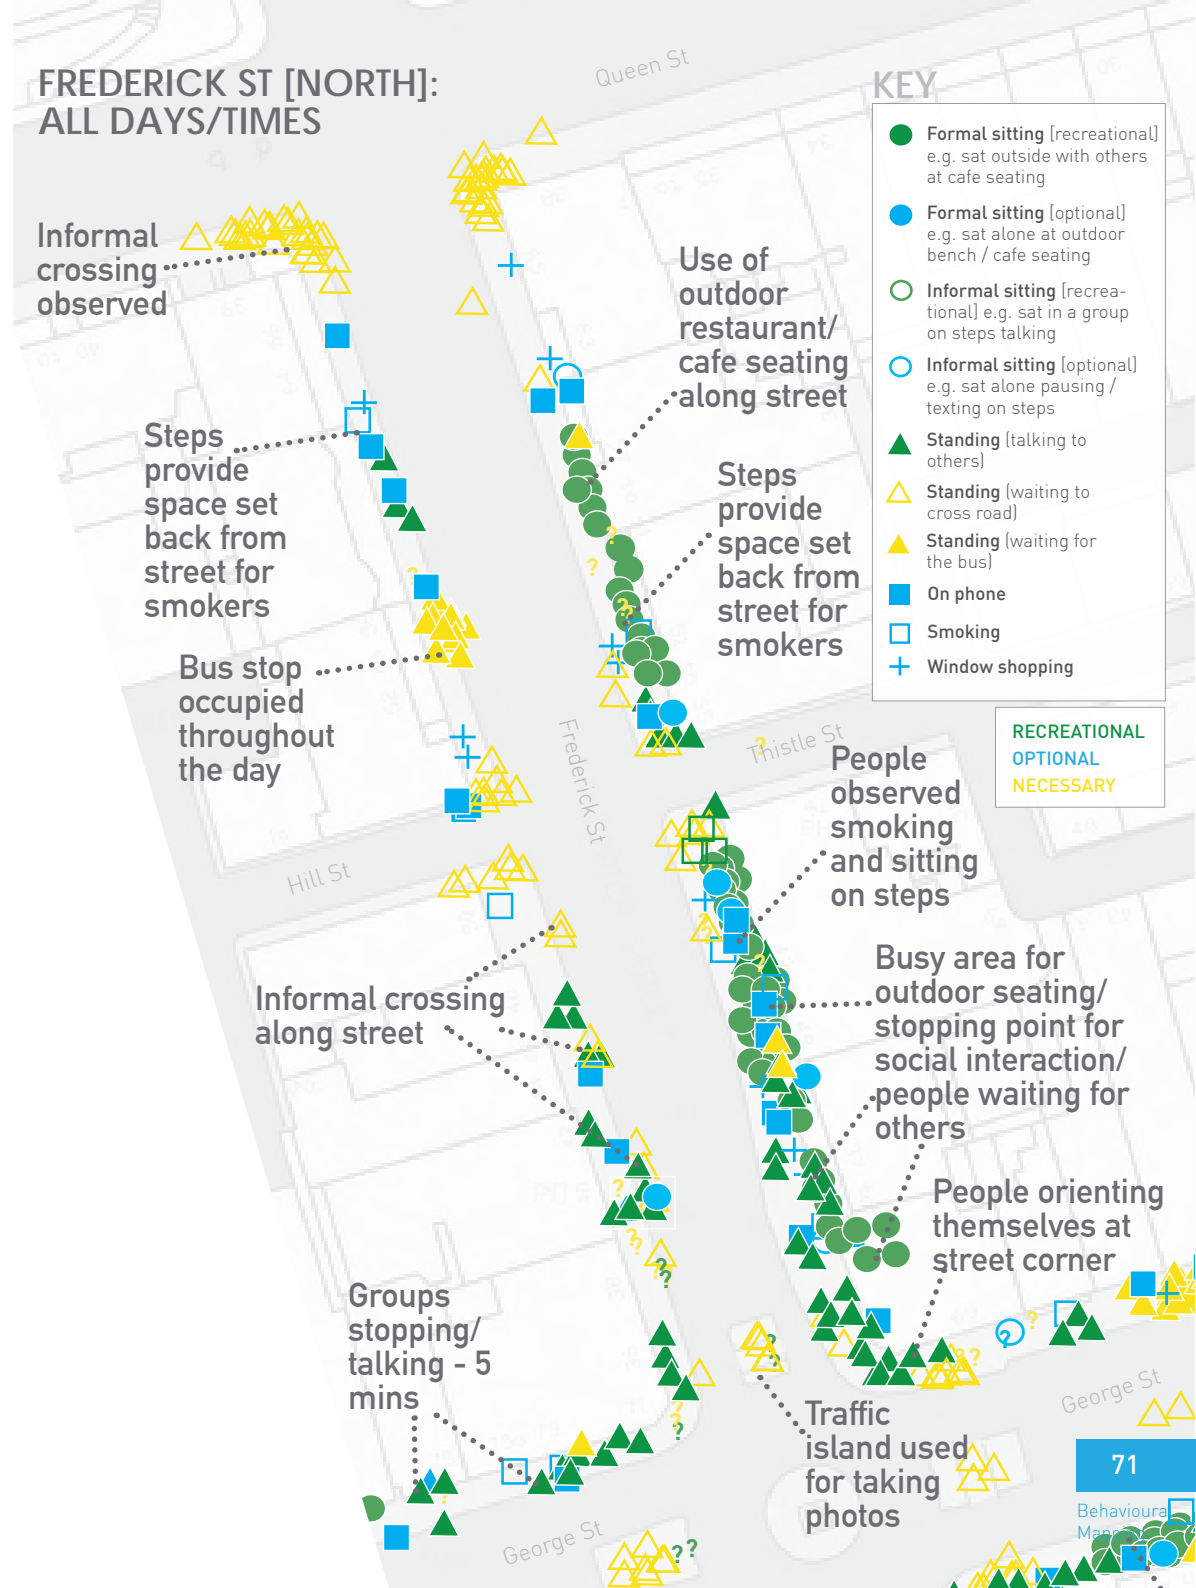 FREDERICK ST [NORTH]:
ALL DAYS/TIMES
Queen St
KEY
Formal sitting [recreational]
e.g. sat outside with others
at cafe seating
Formal sitting [optional]
e.g. sat alone at outdoor
bench / cafe seating
Informal sitting [recrea-
tional] e.g. sat in a group
on steps talking
Informal sitting [optional]
e.g. sat alone pausing /
texting on steps
Standing (talking to
others)
Standing (waiting to
cross road)
Standing (waiting for
the bus)
On phone
Smoking
Window shopping
RECREATIONAL
OPTIONAL
NECESSARY
Informal
crossing
observed
Use of
outdoor
restaurant/
cafe seating
along street
Steps
provide
space set
back from
street for
smokers
Steps
provide
space set
back from
street for
smokers
Bus stop
occupied
throughout
the day
Frederick St
Thistle St
Hill St
People
observed
smoking
and sitting
on steps
Informal crossing
along street
Busy area for
outdoor seating/
stopping point for
social interaction/
people waiting for
others
People orienting
themselves at
street corner
Groups
stopping/
talking - 5
mins
George St
Traffic
island used
for taking
photos
George St
71
Behavioural